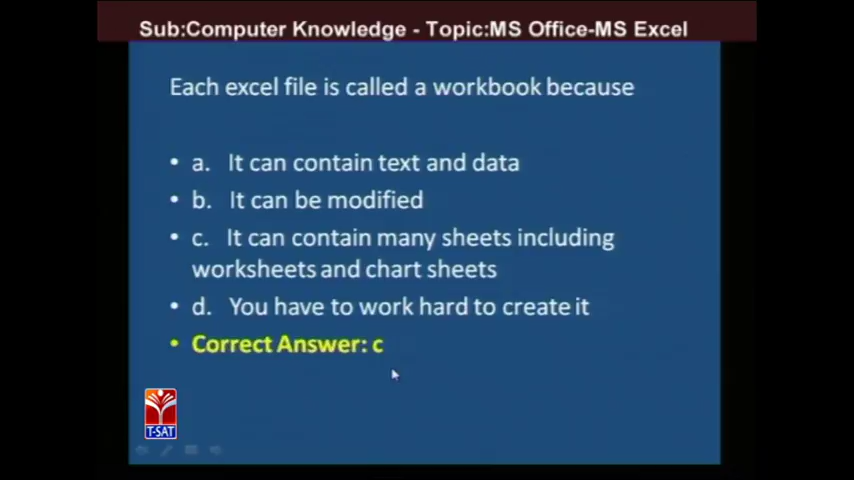 Sub:Computer Knowledge - Topic:MS Office-MS Excel
Each excel file is called a workbook because
• a. It can contain text and data
• b. It can be modified
• c. It can contain many sheets including
worksheets and chart sheets
• d. You have to work hard to create it
• Correct Answer: c
T-SAT